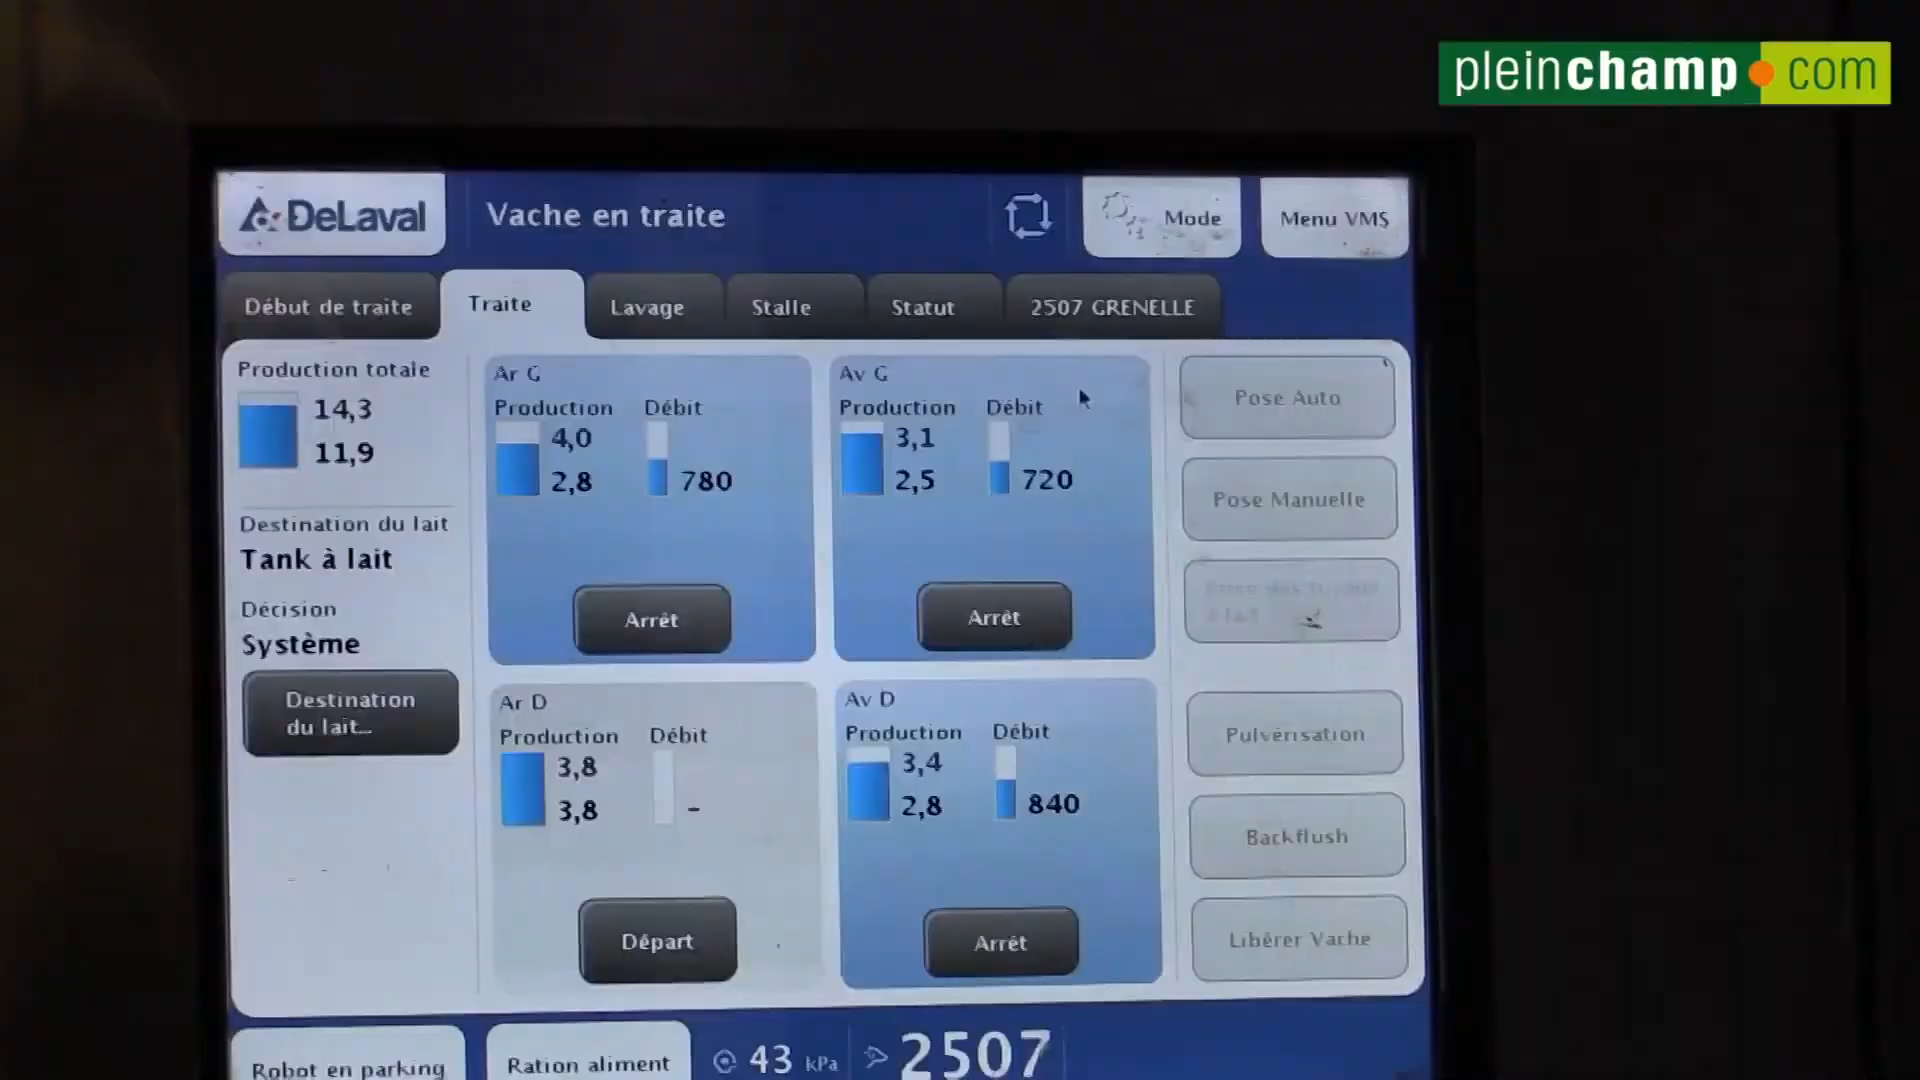 pleinchamp.com
DeLaval
Vache en traite
Mode
Menu VMS
Début de traite
Traite
Lavage
Stalle
Statut
2507 GRENELLE
Production totale
14,3
11,9
Destination du lait
Tank à lait
Décision
Système
Destination
du lait...
Ar G
Production Débit
4,0
2,8 780
Arrêt
Av G
Production Débit
3,1
2,5 720
Arrêt
Ar D
Production Débit
3,8
3,8 -
Départ
Av D
Production Débit
3,4
2,8 840
Arrêt
Pose Auto
Pose Manuelle
à lait
Pulvérisation
Backflush
Libérer Vache
Robot en parking
Ration aliment
43 kPa
2507